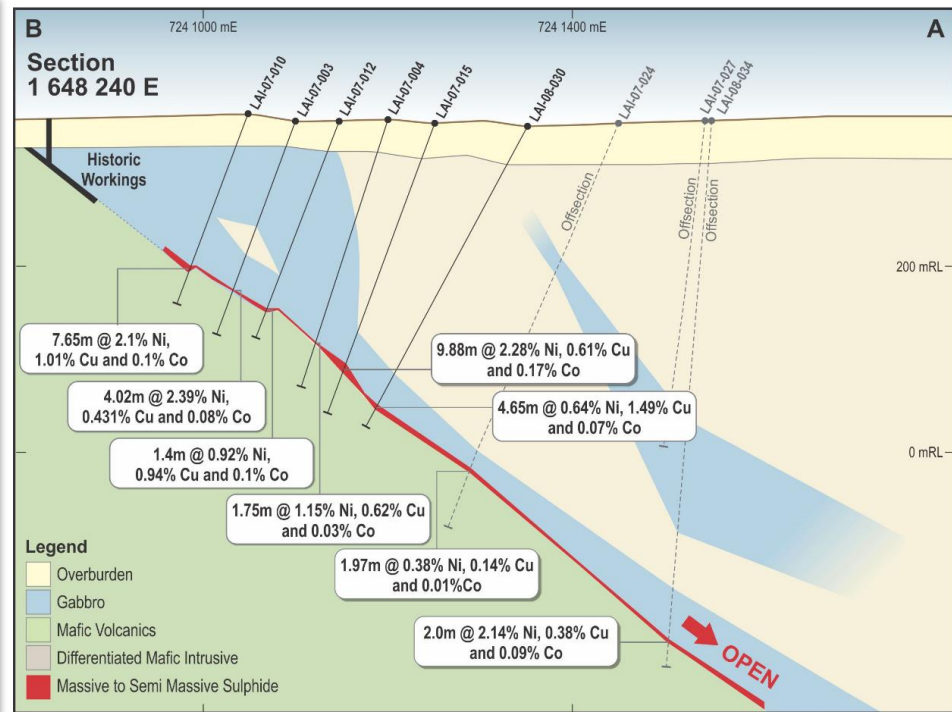 B
724 1000 mE
724 1400 mE
A
Section
1 648 240 E
LAI-07-010
LAI-07-003
LAI-07-012
LAI-07-004
LAI-07-015
LAI-08-030
LAI-07-024
LAI-07-027
LAI-08-034
Historic
Workings
Offsection
Offsection
Offsection
200 mRL
7.65m @ 2.1% Ni,
1.01% Cu and 0.1% Co
9.88m @ 2.28% Ni, 0.61% Cu
and 0.17% Co
4.02m @ 2.39% Ni,
0.431% Cu and 0.08% Co
4.65m @ 0.64% Ni, 1.49% Cu
and 0.07% Co
1.4m @ 0.92% Ni,
0.94% Cu and 0.1% Co
0 mRL
1.75m @ 1.15% Ni, 0.62% Cu
and 0.03% Co
1.97m @ 0.38% Ni, 0.14% Cu
and 0.01%Co
2.0m @ 2.14% Ni, 0.38% Cu
and 0.09% Co
OPEN
Legend
Overburden
Gabbro
Mafic Volcanics
Differentiated Mafic Intrusive
Massive to Semi Massive Sulphide